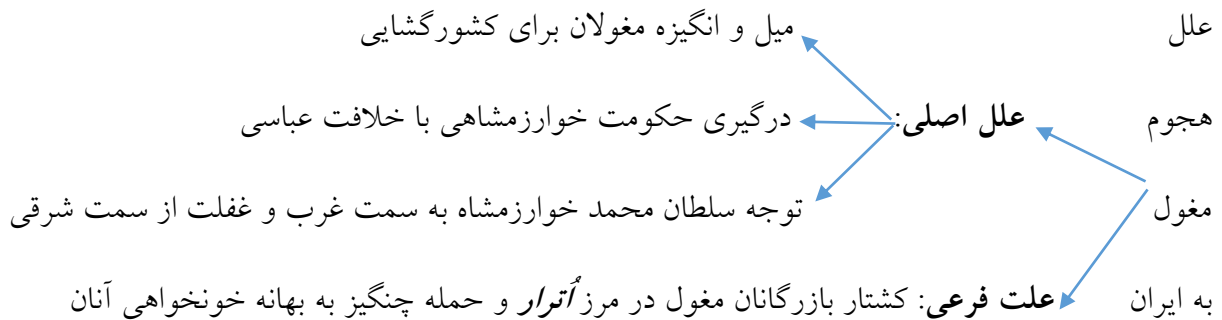 علل میل و انگیزه مغولان برای کشورگشایی
هجوم علل اصلی: درگیری حکومت خوارزمشاهی با خلافت عباسی
مغول توجه سلطان محمد خوارزمشاه به سمت غرب و غفلت از سمت شرقی
به ایران علت فرعی: کشتار بازرگانان مغول در مرز اُترار و حمله چنگیز به بهانه خونخواهی آنان